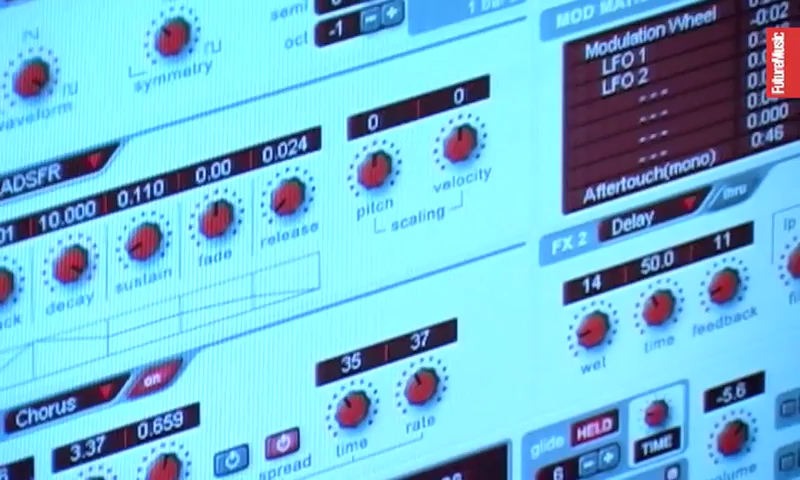 semi
oct
-1
symmetry
waveform
MOD
Modulation Wheel
-0:02
LFO 1
LFO 2
- - -
- - -
- - -
- - -
0.000
0:46
Aftertouch(mono)
FutureMusic
ADSFR
10.000
0.110
0.00
0.024
decay
sustain
fade
release
0
0
pitch
velocity
scaling
FX 2
Delay
thru
14
50.0
11
wet
time
feedback
lp
Chorus
on
3.37
0.659
spread
35
37
time
rate
glide
HELD
TIME
6
-5.6
volume